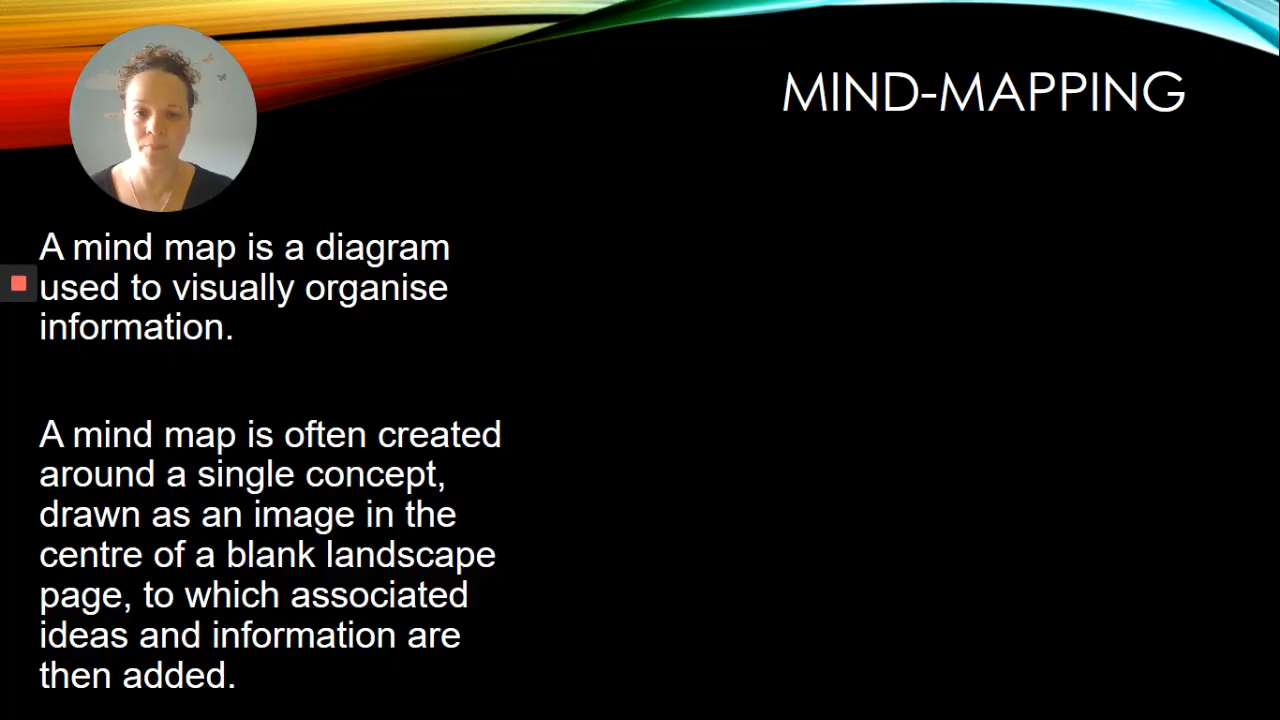 MIND-MAPPING
A mind map is a diagram
used to visually organise
information.
A mind map is often created
around a single concept,
drawn as an image in the
centre of a blank landscape
page, to which associated
ideas and information are
then added.